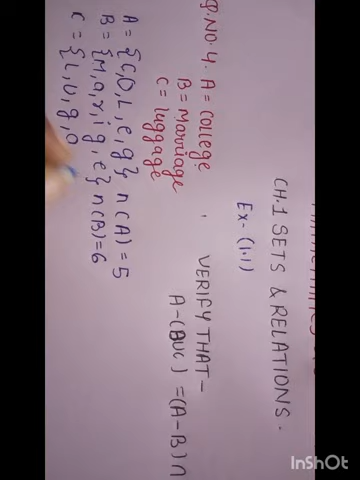 CH.1 SETS & RELATIONS.
Ex- (1.1)
Q.NO.4. A = COllege, VERIFY THAT -
B = Marriage A-(BUC) = (A-B)∩
C = luggage
A = {C,O,L,e,g} n(A) = 5
B = {M,a,r,i,g,e} n(B)=6
C = {L,U,g,a
InShOt